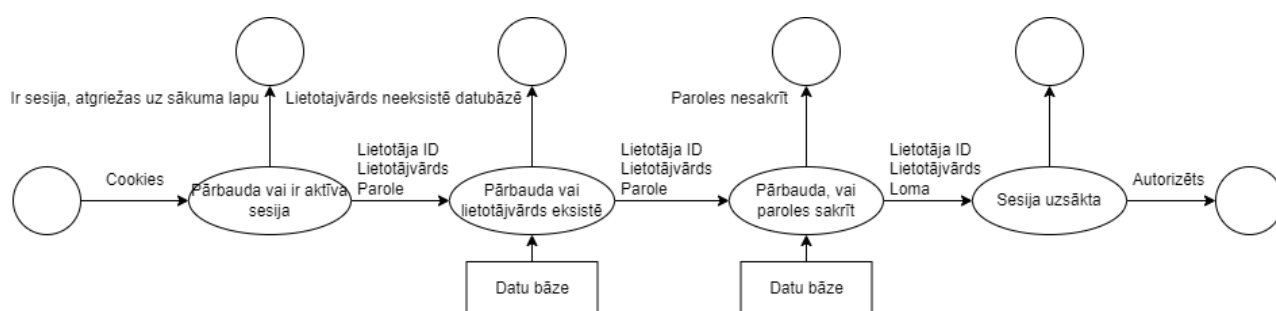 Ir sesija, atgriežas uz sākuma lapu
Lietotajvārds neeksistē datubāzē
Paroles nesakrīt
Cookies
Pārbauda vai ir aktīva
sesija
Lietotāja ID
Lietotājvārds
Parole
Pārbauda vai
lietotājvārds eksistē
Lietotāja ID
Lietotājvārds
Parole
Pārbauda, vai
paroles sakrīt
Lietotāja ID
Lietotājvārds
Loma
Sesija uzsākta
Autorizēts
Datu bāze
Datu bāze